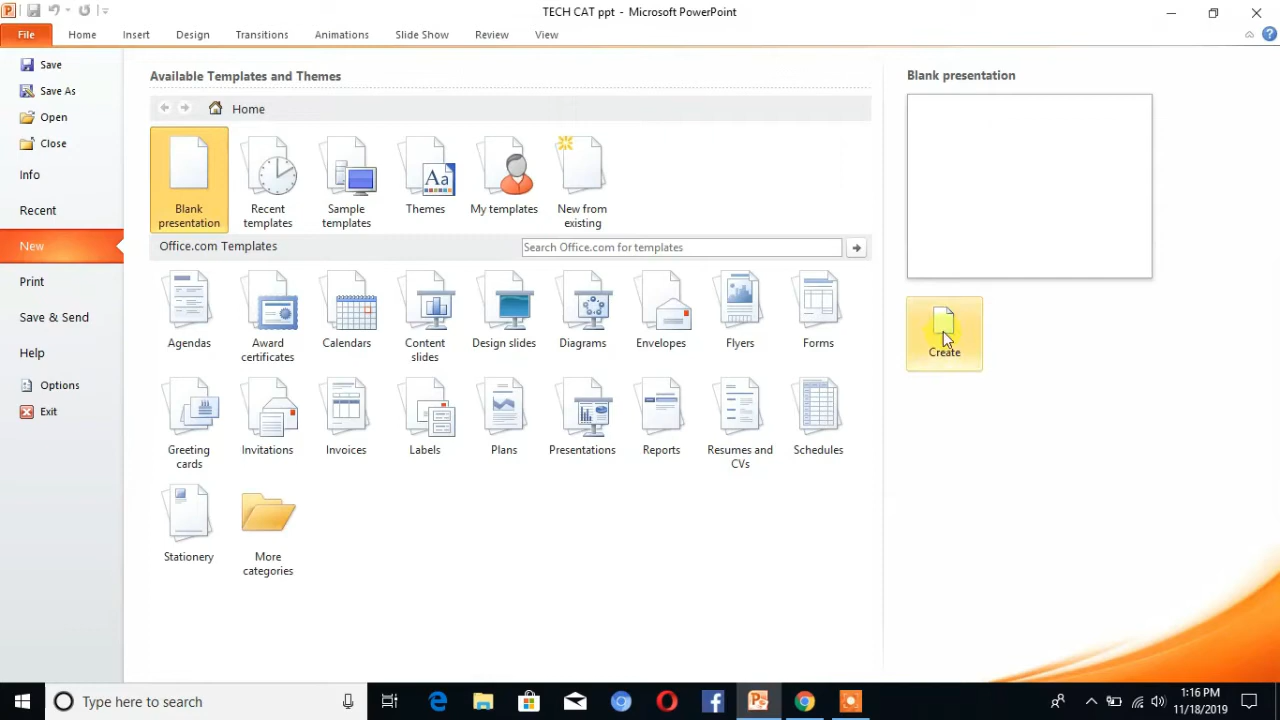 TECH CAT ppt - Microsoft PowerPoint
File Home Insert Design Transitions Animations Slide Show Review View
Save
Save As
Open
Close
Info
Recent
New
Print
Save & Send
Help
Options
Exit
Available Templates and Themes
Home
Blank presentation
Recent templates
Sample templates
Themes
My templates
New from existing
Office.com Templates
Search Office.com for templates
Agendas
Award certificates
Calendars
Content slides
Design slides
Diagrams
Envelopes
Flyers
Forms
Greeting cards
Invitations
Invoices
Labels
Plans
Presentations
Reports
Resumes and CVs
Schedules
Stationery
More categories
Blank presentation
Create
Type here to search
1:16 PM
11/18/2019